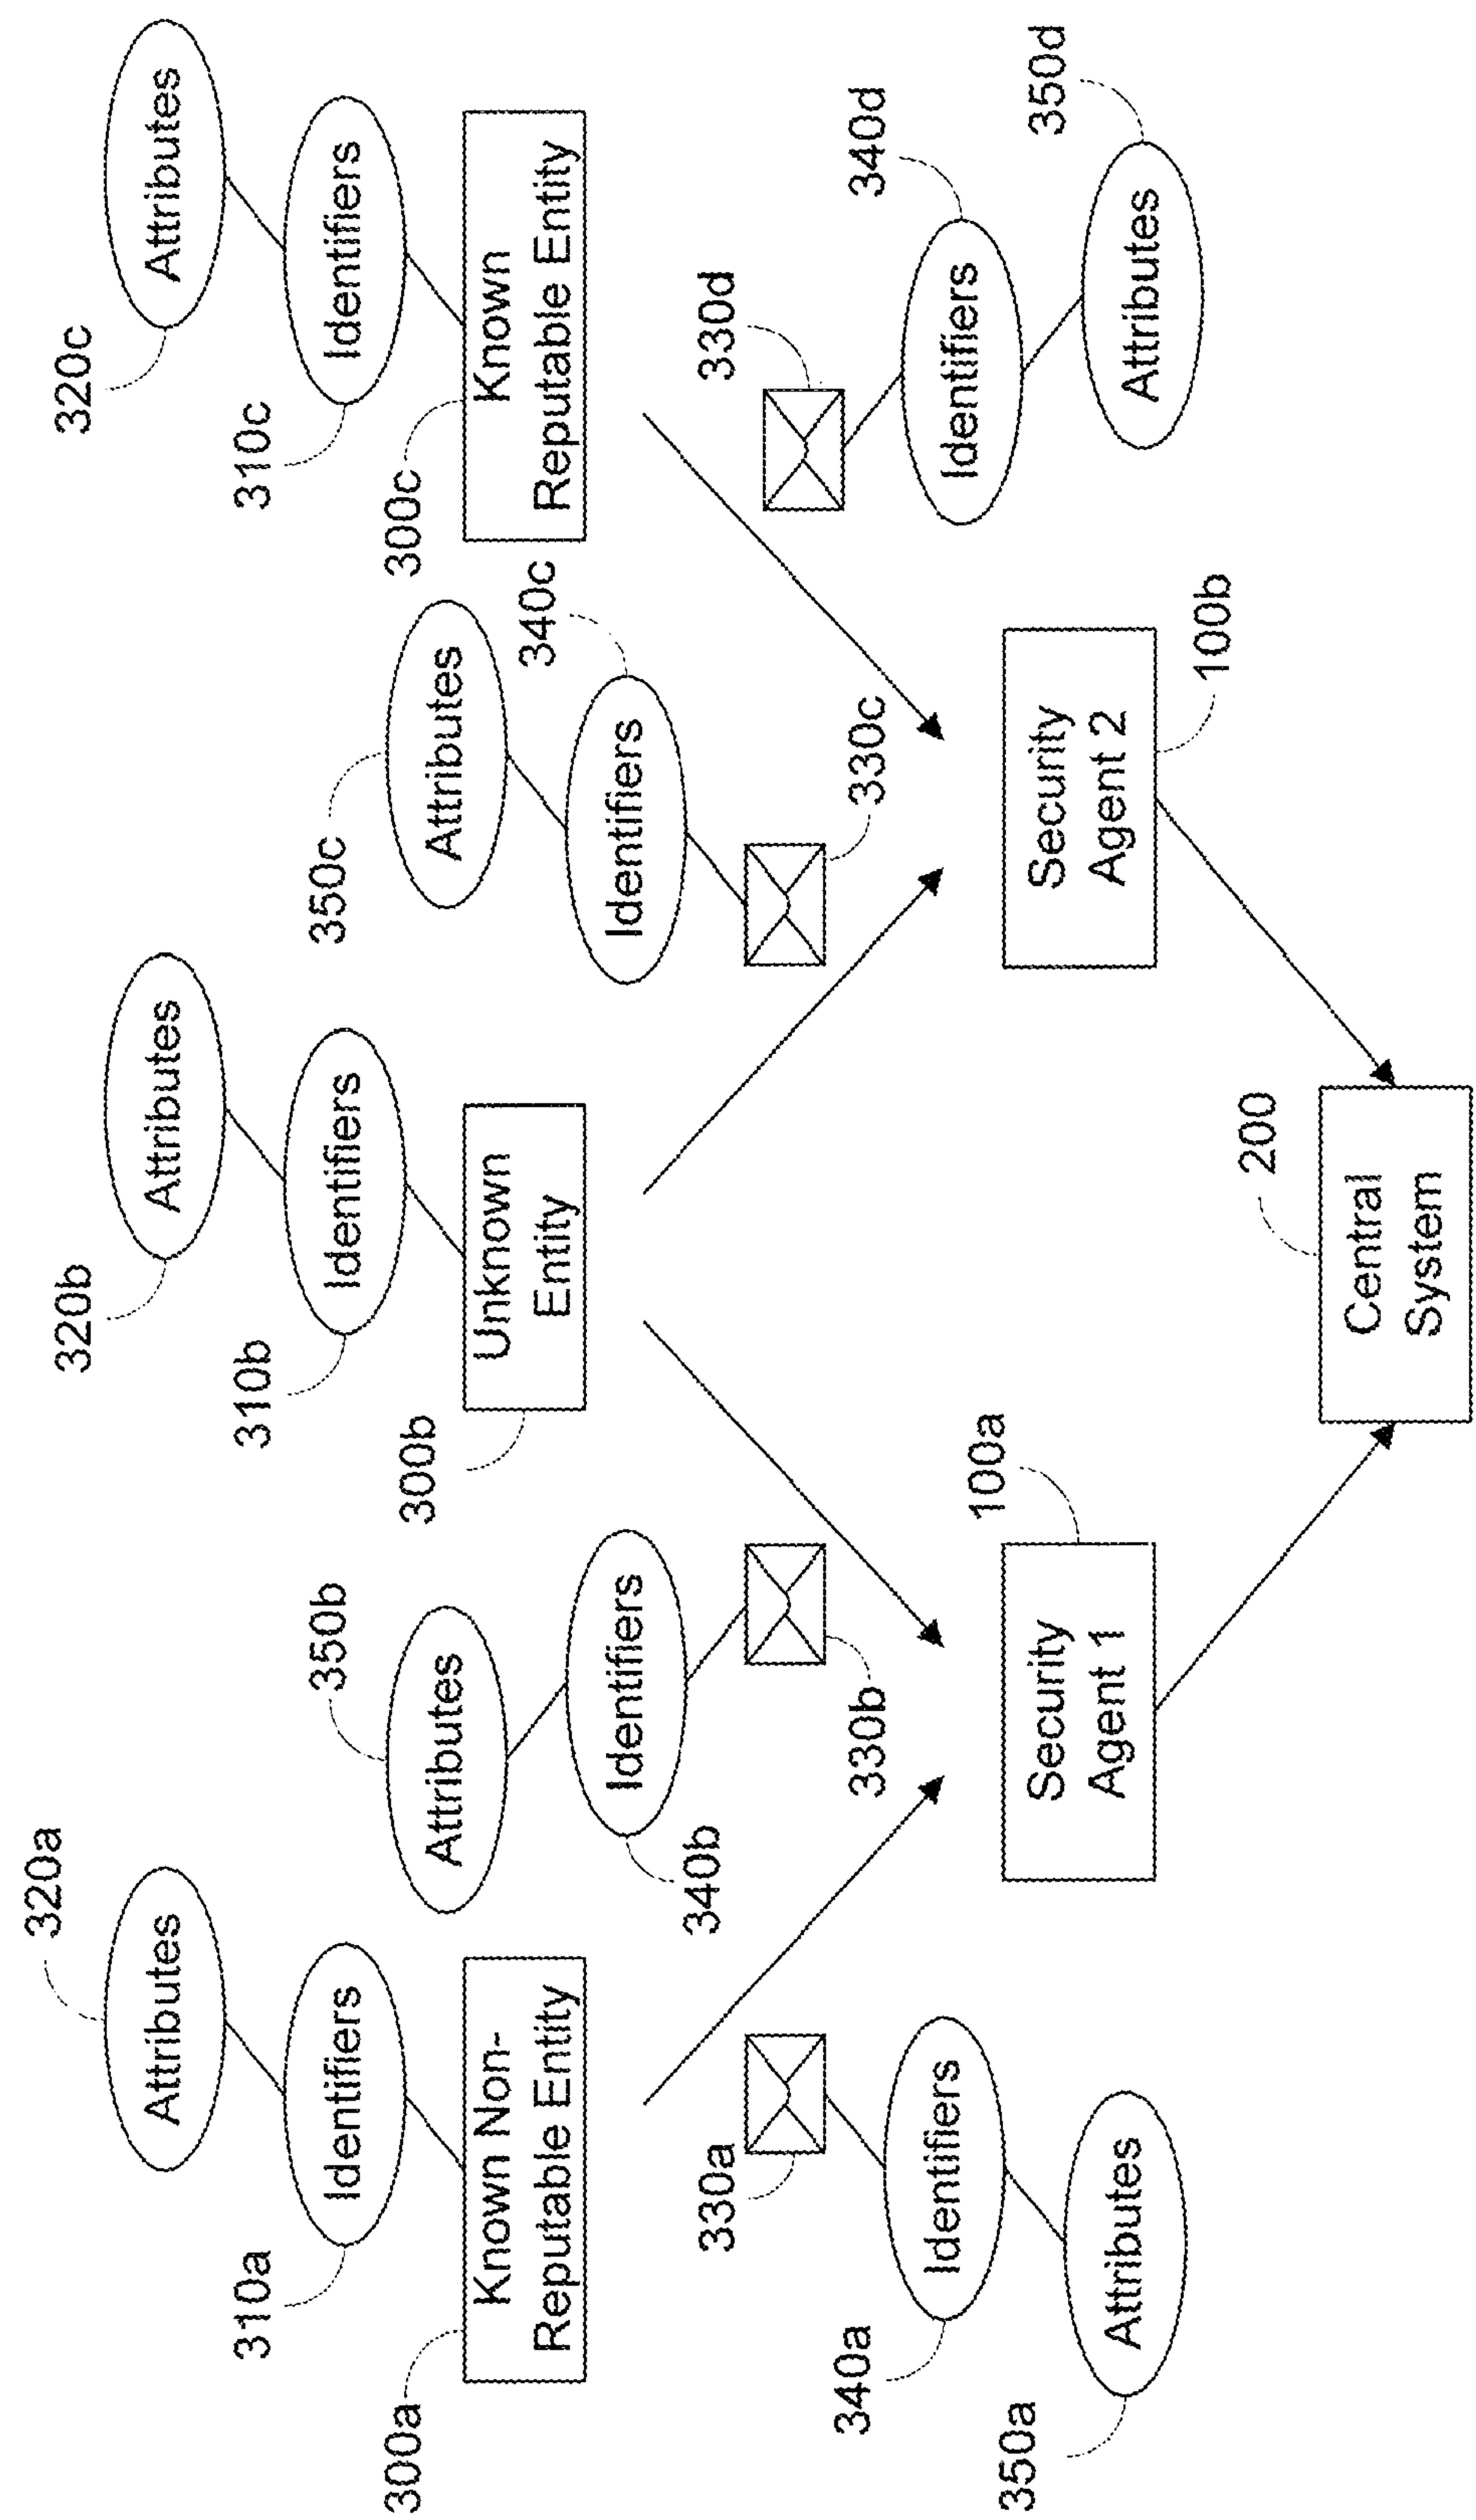 320a
Attributes
320b
Attributes
320c
Attributes
310a
Identifiers
310b
Identifiers
310c
Identifiers
350b
Attributes
350c
Attributes
300a
Known Non-
Reputable Entity
300b
Unknown
Entity
300c
Known
Reputable Entity
340b
Identifiers
340c
Identifiers
330a
330b
330c
330d
340a
Identifiers
340d
Identifiers
350a
Attributes
350d
Attributes
100a
Security
Agent 1
Security
Agent 2
100b
200
Central
System